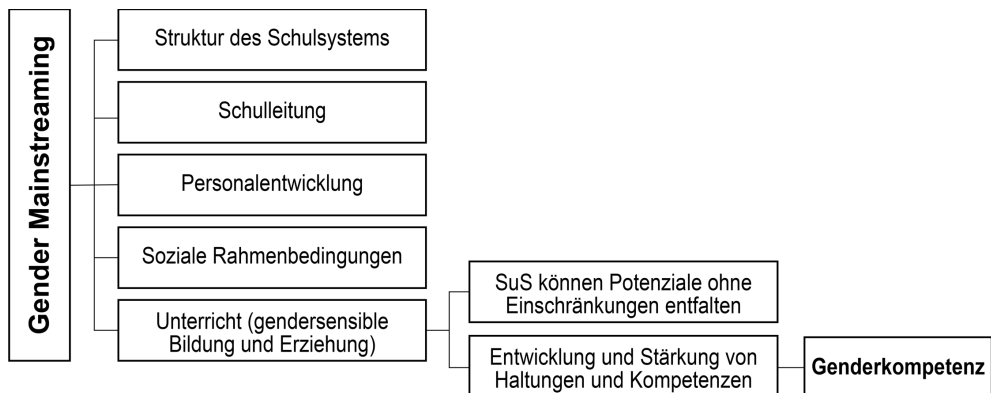 Gender Mainstreaming
Struktur des Schulsystems
Schulleitung
Personalentwicklung
Soziale Rahmenbedingungen
Unterricht (gendersensible
Bildung und Erziehung)
SuS können Potenziale ohne
Einschränkungen entfalten
Entwicklung und Stärkung von
Haltungen und Kompetenzen
Genderkompetenz